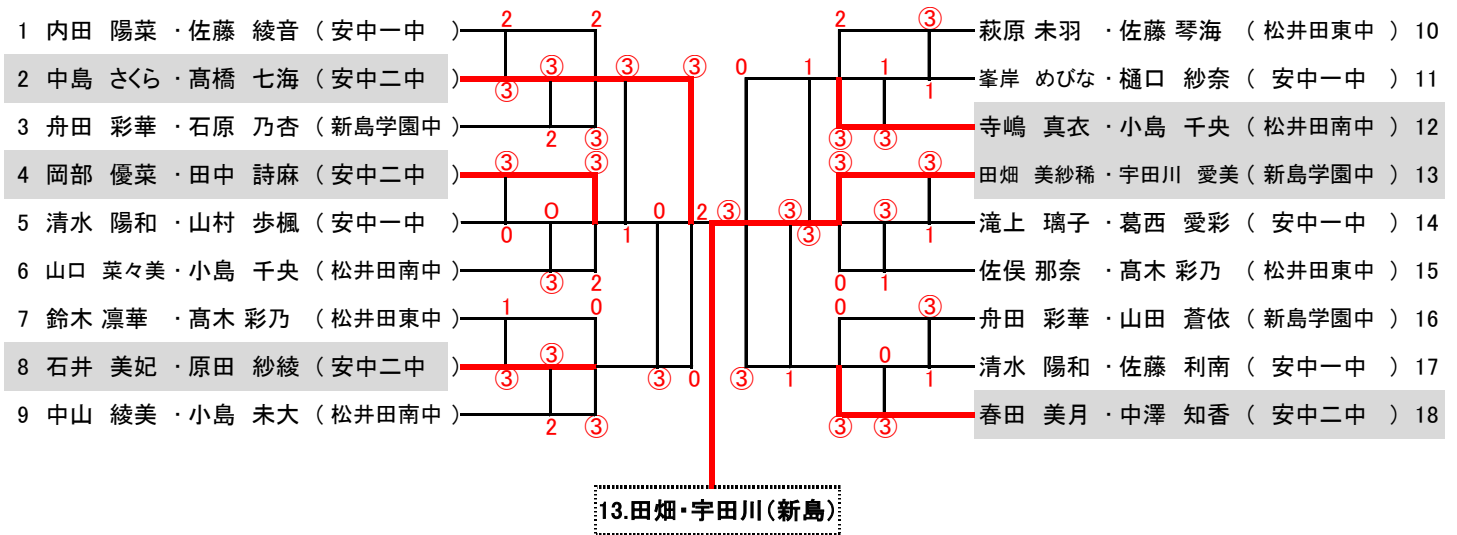 2 2
1 内田 陽菜 ・佐藤 綾音 ( 安中一中 )
③ ③ ③
2 中島 さくら ・髙橋 七海 ( 安中二中 )
③
3 舟田 彩華 ・石原 乃杏 ( 新島学園中 )
2 ③
③ ③
4 岡部 優菜 ・田中 詩麻 ( 安中二中 )
O 0 2
5 清水 陽和 ・山村 歩楓 ( 安中一中 )
0 1
6 山口 菜々美・小島 千央 ( 松井田南中 )
③ 2
1 0
7 鈴木 凛華 ・髙木 彩乃 ( 松井田東中 )
③
8 石井 美妃 ・原田 紗綾 ( 安中二中 )
③ ③ 0
9 中山 綾美 ・小島 未大 ( 松井田南中 )
2 ③
2 ③
萩原 未羽 ・佐藤 琴海 ( 松井田東中 ) 10
0 1 1
峯岸 めびな ・樋口 紗奈 ( 安中一中 ) 11
1
寺嶋 真衣 ・小島 千央 ( 松井田南中 ) 12
③ ③
③ ③
田畑 美紗稀・宇田川 愛美 ( 新島学園中 ) 13
③ ③ ③
滝上 璃子 ・葛西 愛彩 ( 安中一中 ) 14
③ 1
佐俣 那奈 ・髙木 彩乃 ( 松井田東中 ) 15
0 1
0 ③
舟田 彩華 ・山田 蒼依 ( 新島学園中 ) 16
0
清水 陽和 ・佐藤 利南 ( 安中一中 ) 17
③ 1 1
春田 美月 ・中澤 知香 ( 安中二中 ) 18
③ ③
13.田畑・宇田川(新島)